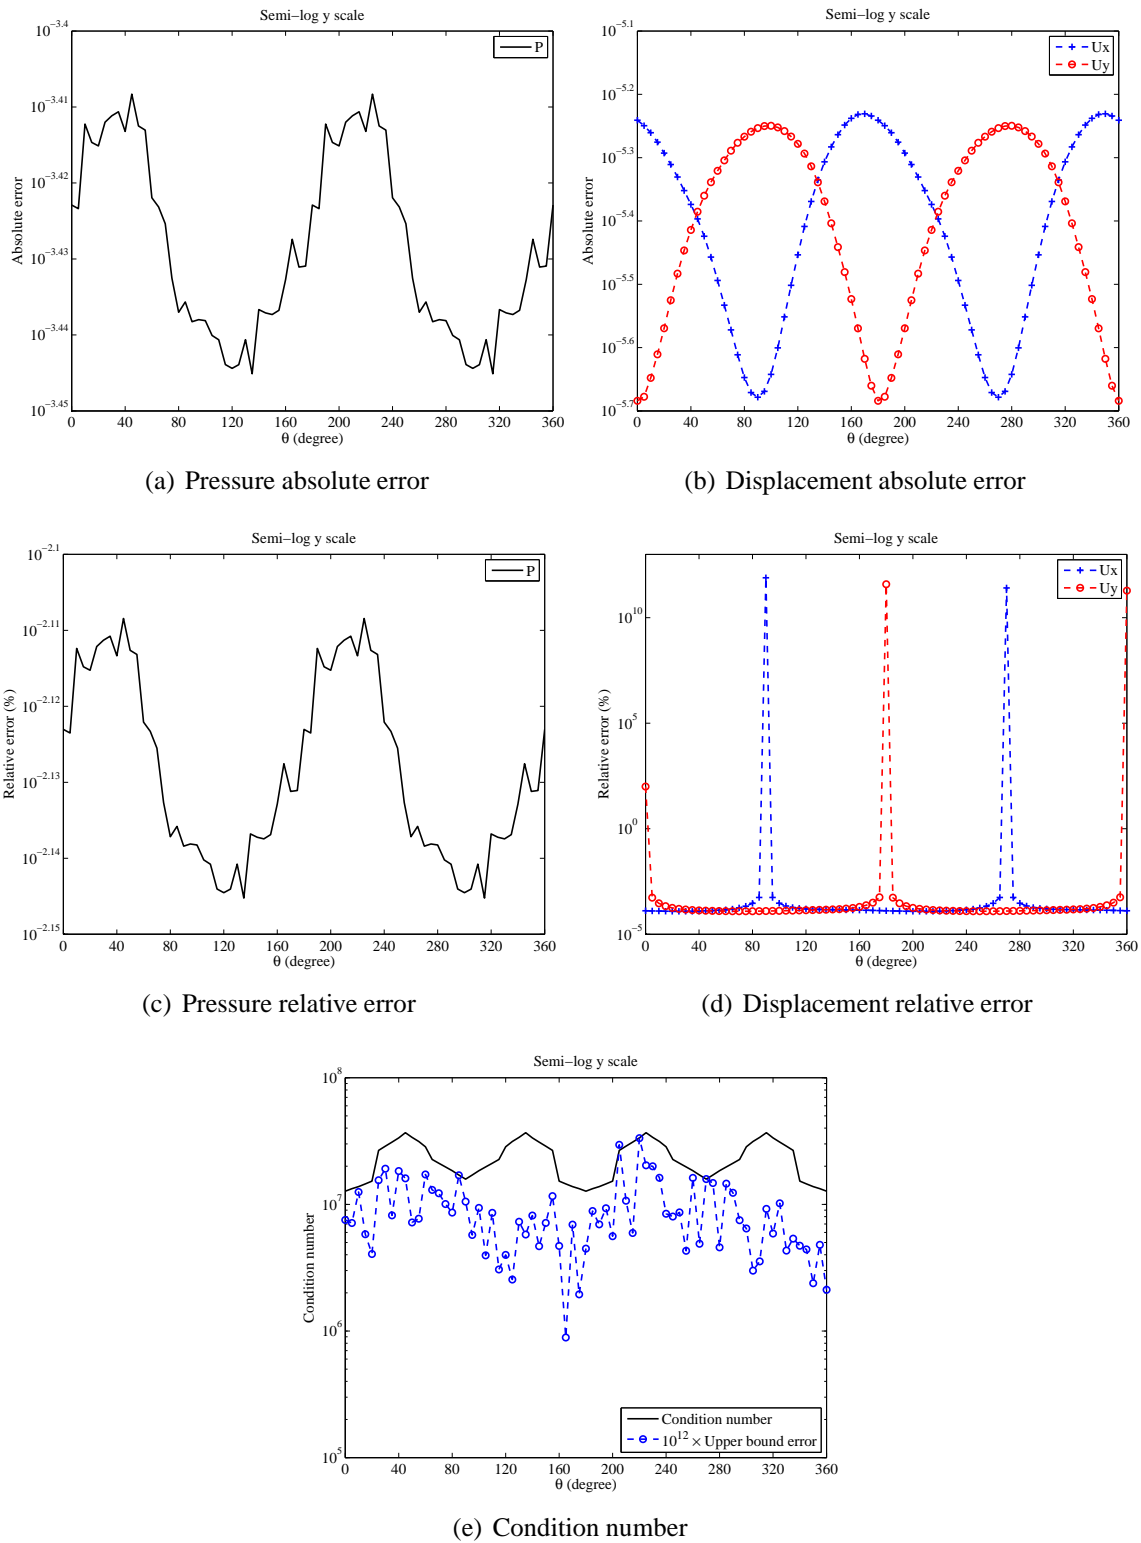 Semi-log y scale
10^-3.4
10^-3.41
10^-3.42
10^-3.43
10^-3.44
10^-3.45
Absolute error
P
0 40 80 120 160 200 240 280 320 360
θ (degree)
(a) Pressure absolute error
Semi-log y scale
10^-5.1
10^-5.2
10^-5.3
10^-5.4
10^-5.5
10^-5.6
10^-5.7
Absolute error
Ux
Uy
0 40 80 120 160 200 240 280 320 360
θ (degree)
(b) Displacement absolute error
Semi-log y scale
10^-2.1
10^-2.11
10^-2.12
10^-2.13
10^-2.14
10^-2.15
Relative error (%)
P
0 40 80 120 160 200 240 280 320 360
θ (degree)
(c) Pressure relative error
Semi-log y scale
10^10
10^5
10^0
10^-5
Relative error (%)
Ux
Uy
0 40 80 120 160 200 240 280 320 360
θ (degree)
(d) Displacement relative error
Semi-log y scale
10^8
10^7
10^6
10^5
Condition number
Condition number
10^12 × Upper bound error
0 40 80 120 160 200 240 280 320 360
θ (degree)
(e) Condition number